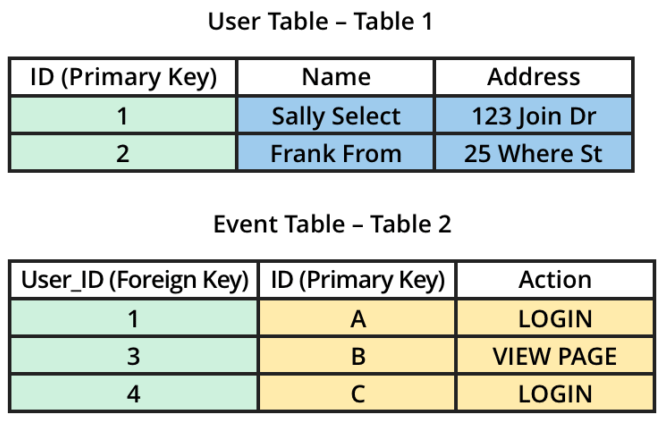 User Table – Table 1
ID (Primary Key) Name Address
1 Sally Select 123 Join Dr
2 Frank From 25 Where St
Event Table – Table 2
User_ID (Foreign Key) ID (Primary Key) Action
1 A LOGIN
3 B VIEW PAGE
4 C LOGIN